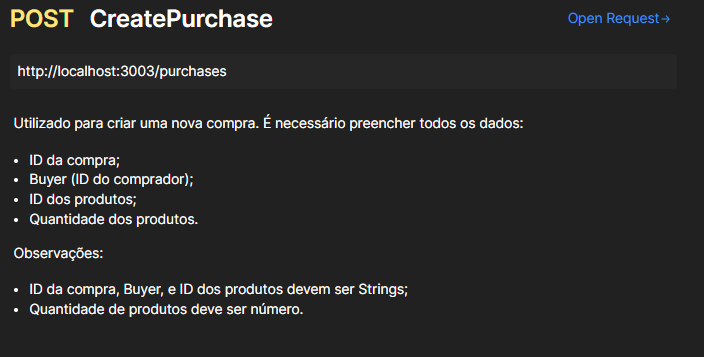 POST CreatePurchase Open Request→
http://localhost:3003/purchases
Utilizado para criar uma nova compra. É necessário preencher todos os dados:
• ID da compra;
• Buyer (ID do comprador);
• ID dos produtos;
• Quantidade dos produtos.
Observações:
• ID da compra, Buyer, e ID dos produtos devem ser Strings;
• Quantidade de produtos deve ser número.